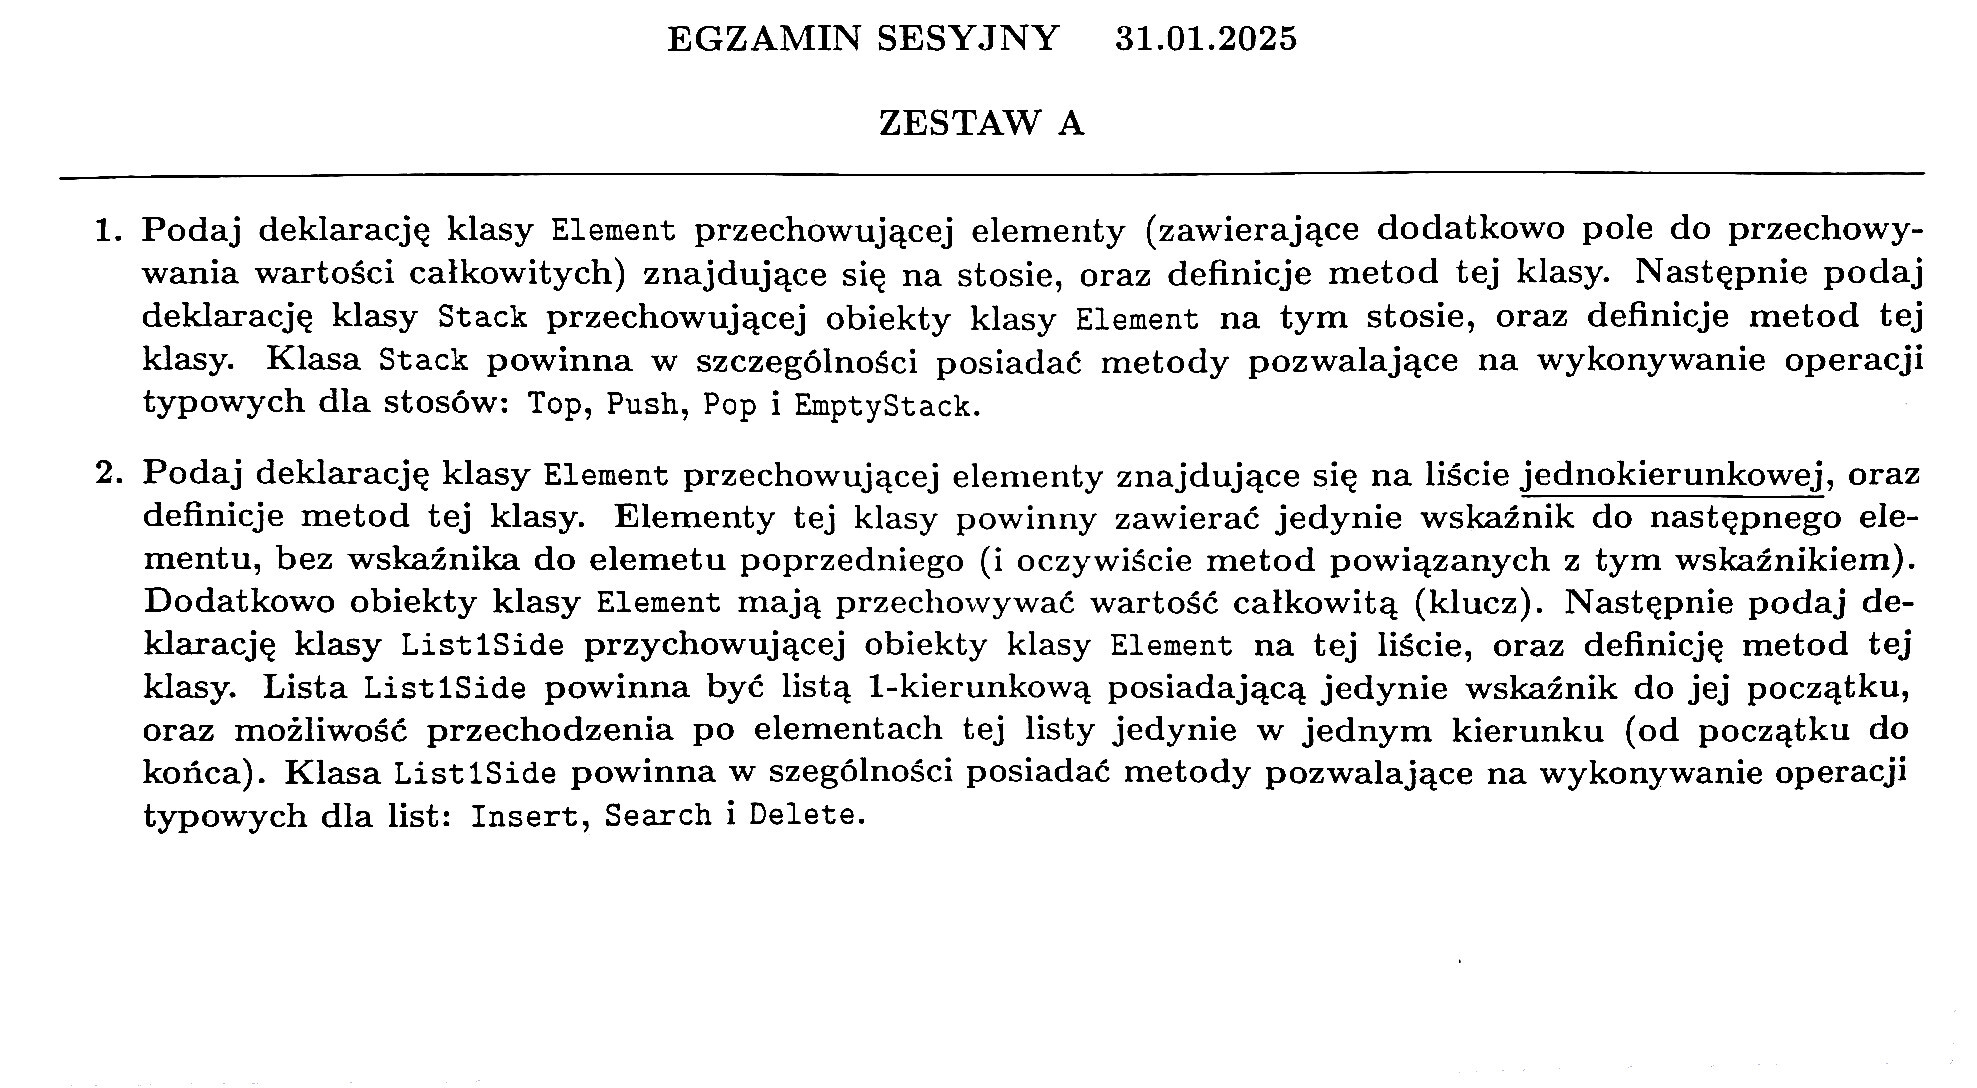 EGZAMIN SESYJNY 31.01.2025
ZESTAW A
1. Podaj deklarację klasy Element przechowującej elementy (zawierające dodatkowo pole do przechowy-
wania wartości całkowitych) znajdujące się na stosie, oraz definicje metod tej klasy. Następnie podaj
deklarację klasy Stack przechowującej obiekty klasy Element na tym stosie, oraz definicje metod tej
klasy. Klasa Stack powinna w szczególności posiadać metody pozwalające na wykonywanie operacji
typowych dla stosów: Top, Push, Pop i EmptyStack.
2. Podaj deklarację klasy Element przechowującej elementy znajdujące się na liście jednokierunkowej, oraz
definicje metod tej klasy. Elementy tej klasy powinny zawierać jedynie wskaźnik do następnego ele-
mentu, bez wskaźnika do elemetu poprzedniego (i oczywiście metod powiązanych z tym wskaźnikiem).
Dodatkowo obiekty klasy Element mają przechowywać wartość całkowitą (klucz). Następnie podaj de-
klarację klasy List1Side przychowującej obiekty klasy Element na tej liście, oraz definicję metod tej
klasy. Lista List1Side powinna być listą 1-kierunkową posiadającą jedynie wskaźnik do jej początku,
oraz możliwość przechodzenia po elementach tej listy jedynie w jednym kierunku (od początku do
końca). Klasa List1Side powinna w szególności posiadać metody pozwalające na wykonywanie operacji
typowych dla list: Insert, Search i Delete.